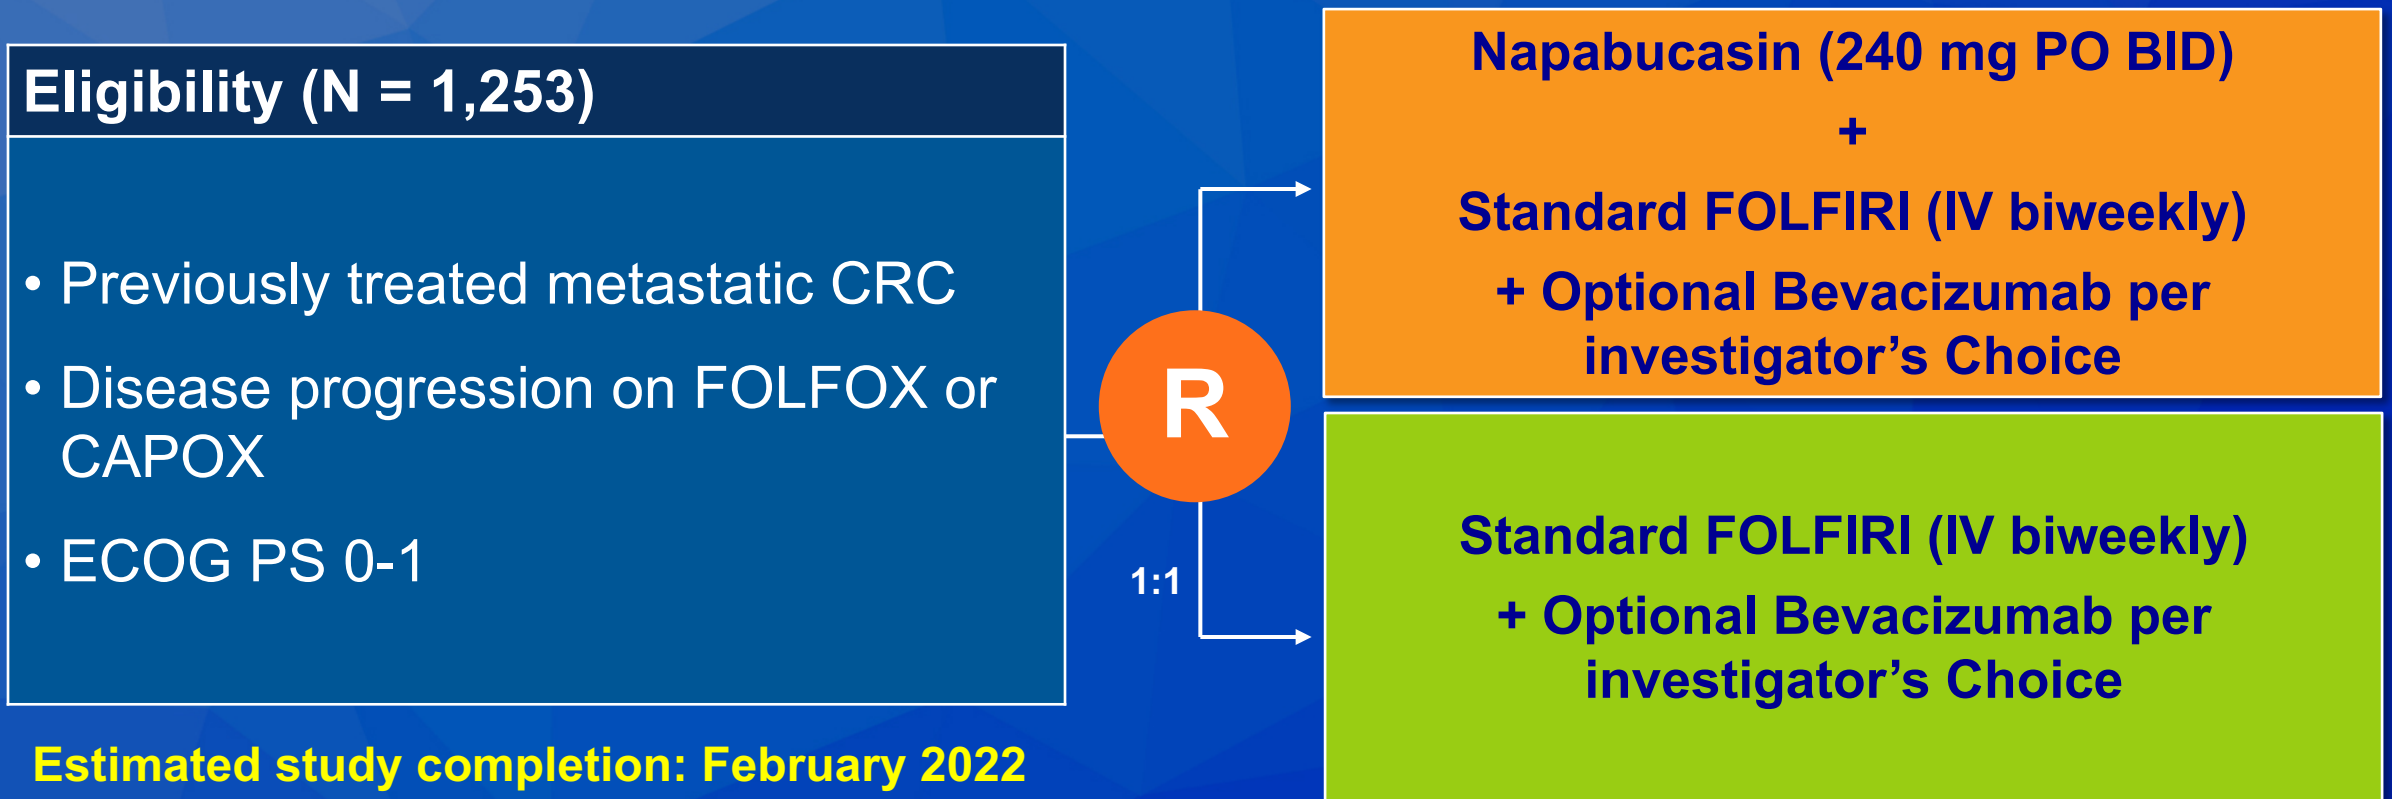 Eligibility (N = 1,253)
• Previously treated metastatic CRC
• Disease progression on FOLFOX or
CAPOX
• ECOG PS 0-1
Estimated study completion: February 2022
R
1:1
Napabucasin (240 mg PO BID)
+
Standard FOLFIRI (IV biweekly)
+ Optional Bevacizumab per
investigator’s Choice
Standard FOLFIRI (IV biweekly)
+ Optional Bevacizumab per
investigator’s Choice